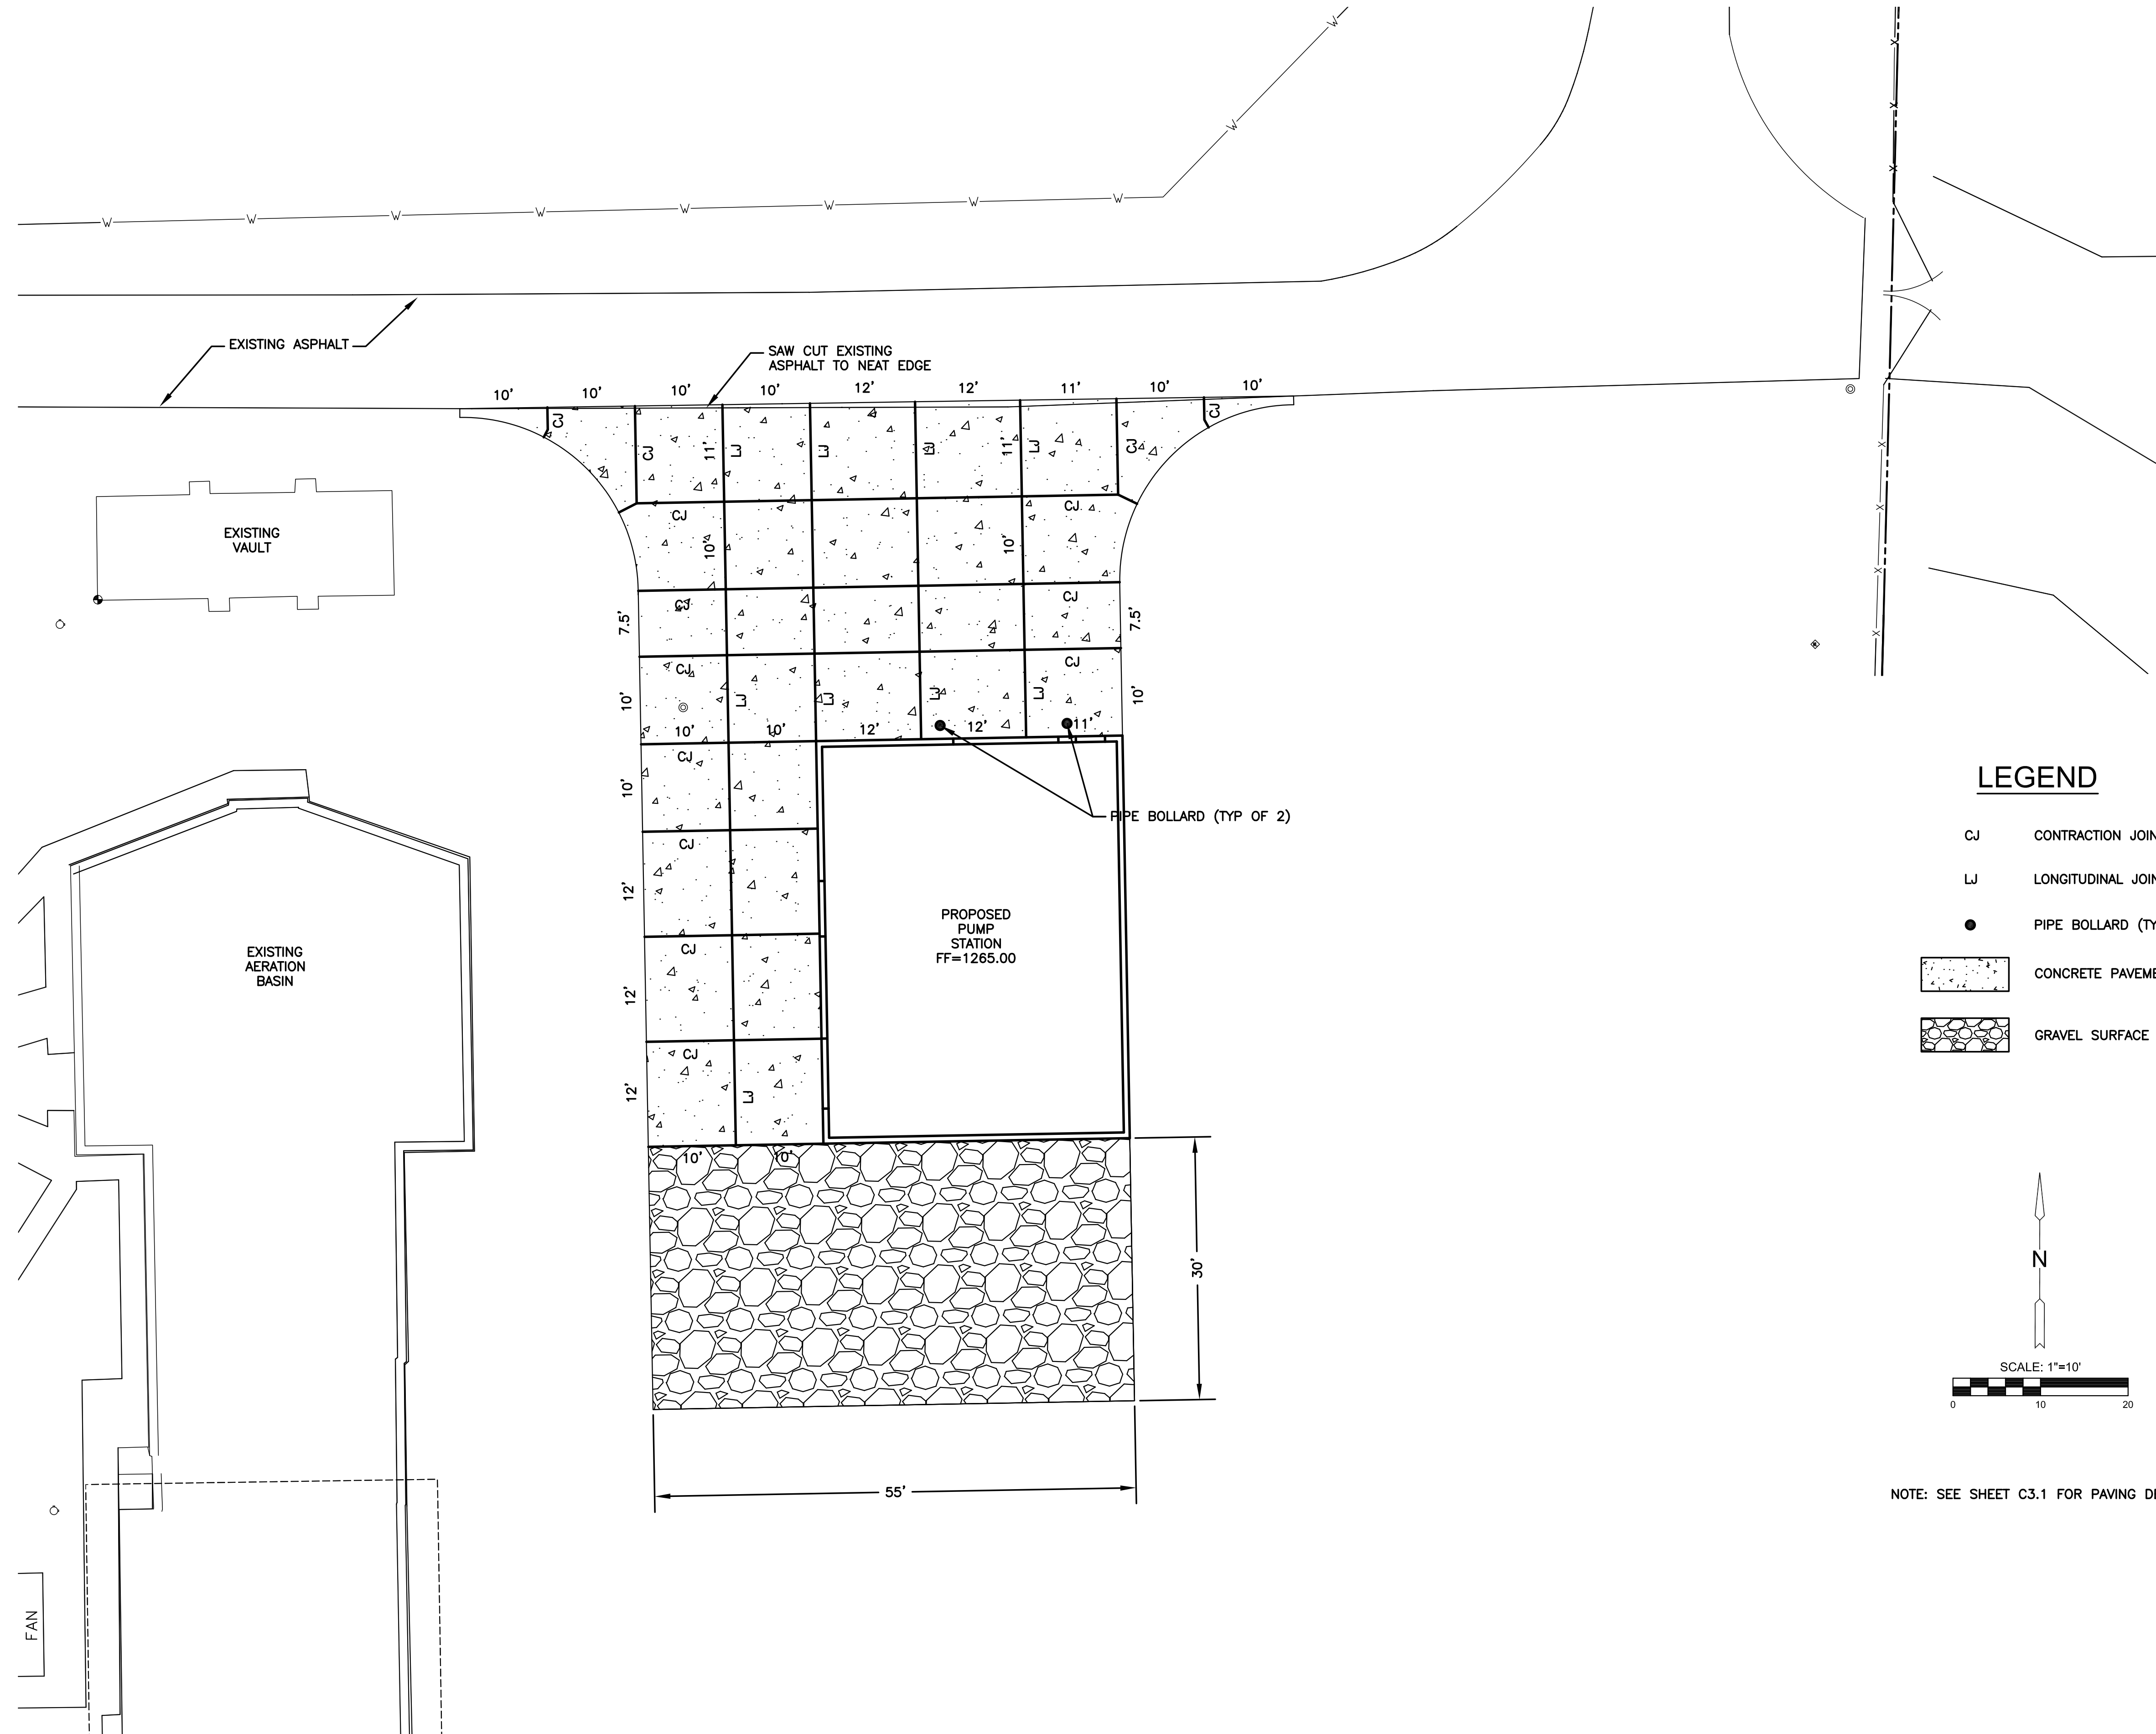 W
W
W
W
W
W
W
W
W
W
X
X
X
EXISTING ASPHALT
SAW CUT EXISTING
ASPHALT TO NEAT EDGE
10' 10' 10' 10' 12' 12' 11' 10' 10'
CJ CJ 11' LJ LJ LJ 11' LJ CJ CJ
EXISTING
VAULT
CJ 10' 10' CJ
X
X
X
X
7.5' CJ CJ 7.5'
CJ CJ
10' LJ LJ LJ LJ 10'
10' 10' 12' 12' 11'
10' CJ
PIPE BOLLARD (TYP OF 2)
CJ
12'
PROPOSED
PUMP
STATION
FF=1265.00
EXISTING
AERATION
BASIN
CJ
12'
CJ
12' LJ
10' 10'
30'
55'
FAN
LEGEND
CJ CONTRACTION JOIN
LJ LONGITUDINAL JOIN
PIPE BOLLARD (TY
CONCRETE PAVEME
GRAVEL SURFACE
N
SCALE: 1"=10'
0 10 20
NOTE: SEE SHEET C3.1 FOR PAVING DE